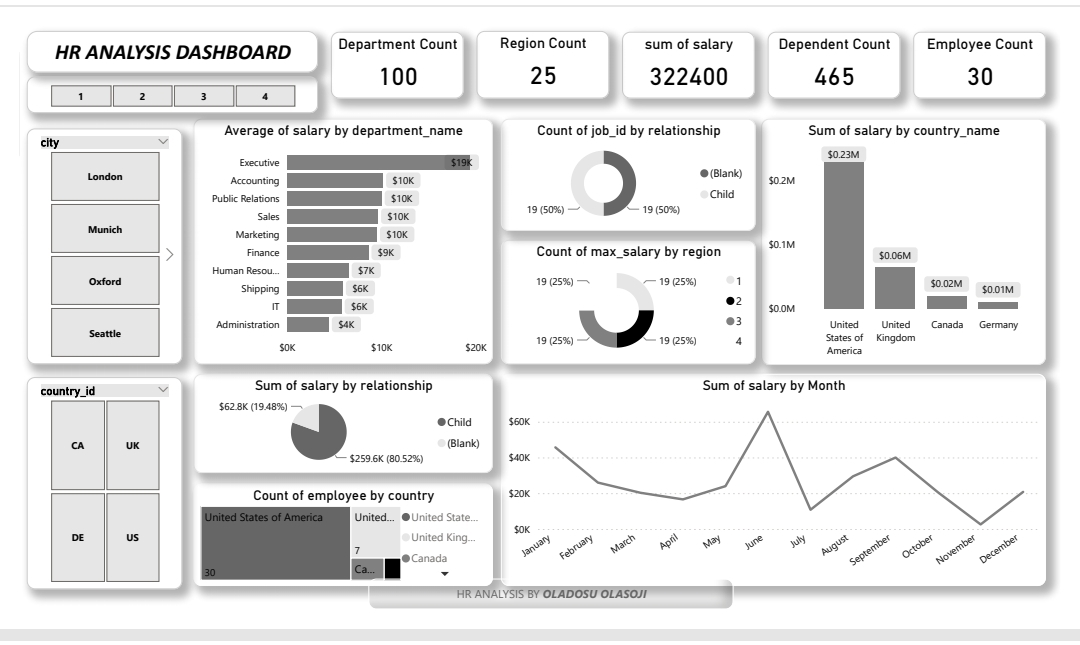 HR ANALYSIS DASHBOARD
1 2 3 4
Department Count
100
Region Count
25
sum of salary
322400
Dependent Count
465
Employee Count
30
city
London
Munich
Oxford
Seattle
country_id
CA UK
DE US
Average of salary by department_name
Executive $19K
Accounting $10K
Public Relations $10K
Sales $10K
Marketing $10K
Finance $9K
Human Resou... $7K
Shipping $6K
IT $6K
Administration $4K
$0K $10K $20K
Count of job_id by relationship
19 (50%) 19 (50%)
(Blank)
Child
Count of max_salary by region
19 (25%) 19 (25%)
19 (25%) 19 (25%)
1
2
3
4
Sum of salary by country_name
$0.2M
$0.1M
$0.0M
$0.23M
$0.06M
$0.02M
$0.01M
United States of America
United Kingdom
Canada
Germany
Sum of salary by relationship
$62.8K (19.48%)
$259.6K (80.52%)
Child
(Blank)
Count of employee by country
United States of America
30
United...
7
Ca...
United State...
United King...
Canada
Sum of salary by Month
$60K
$40K
$20K
$0K
January February March April May June July August September October November December
HR ANALYSIS BY OLADOSU OLASOJI